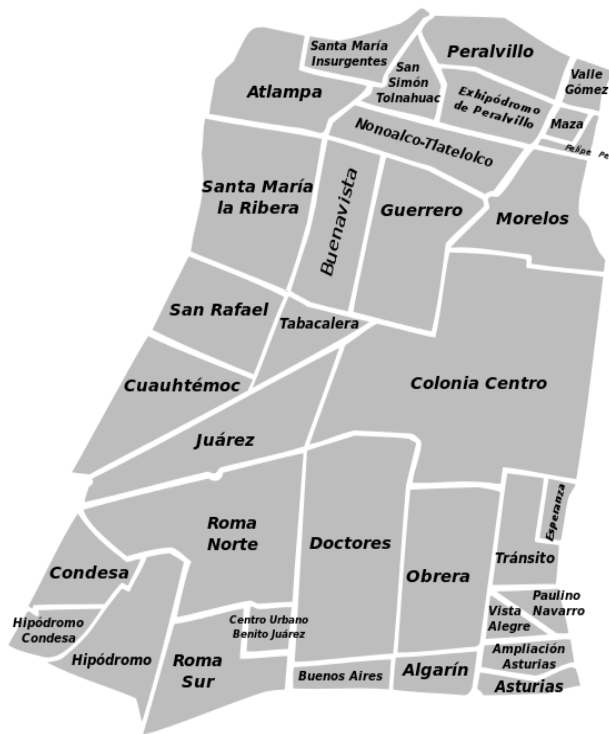 Santa María
Insurgentes
Peralvillo
San
Simón
Tolnahuac
Valle
Gómez
Atlampa
Exhipódromo
de Peralvillo
Maza
Nonoalco-Tlatelolco
Felipe Pe
Santa María
la Ribera
Buenavista
Guerrero
Morelos
San Rafael
Tabacalera
Cuauhtémoc
Colonia Centro
Juárez
Roma
Norte
Doctores
Esperanza
Tránsito
Condesa
Obrera
Paulino
Navarro
Vista
Alegre
Hipódromo
Condesa
Centro Urbano
Benito Juárez
Hipódromo
Roma
Sur
Buenos Aires
Algarín
Ampliación
Asturias
Asturias